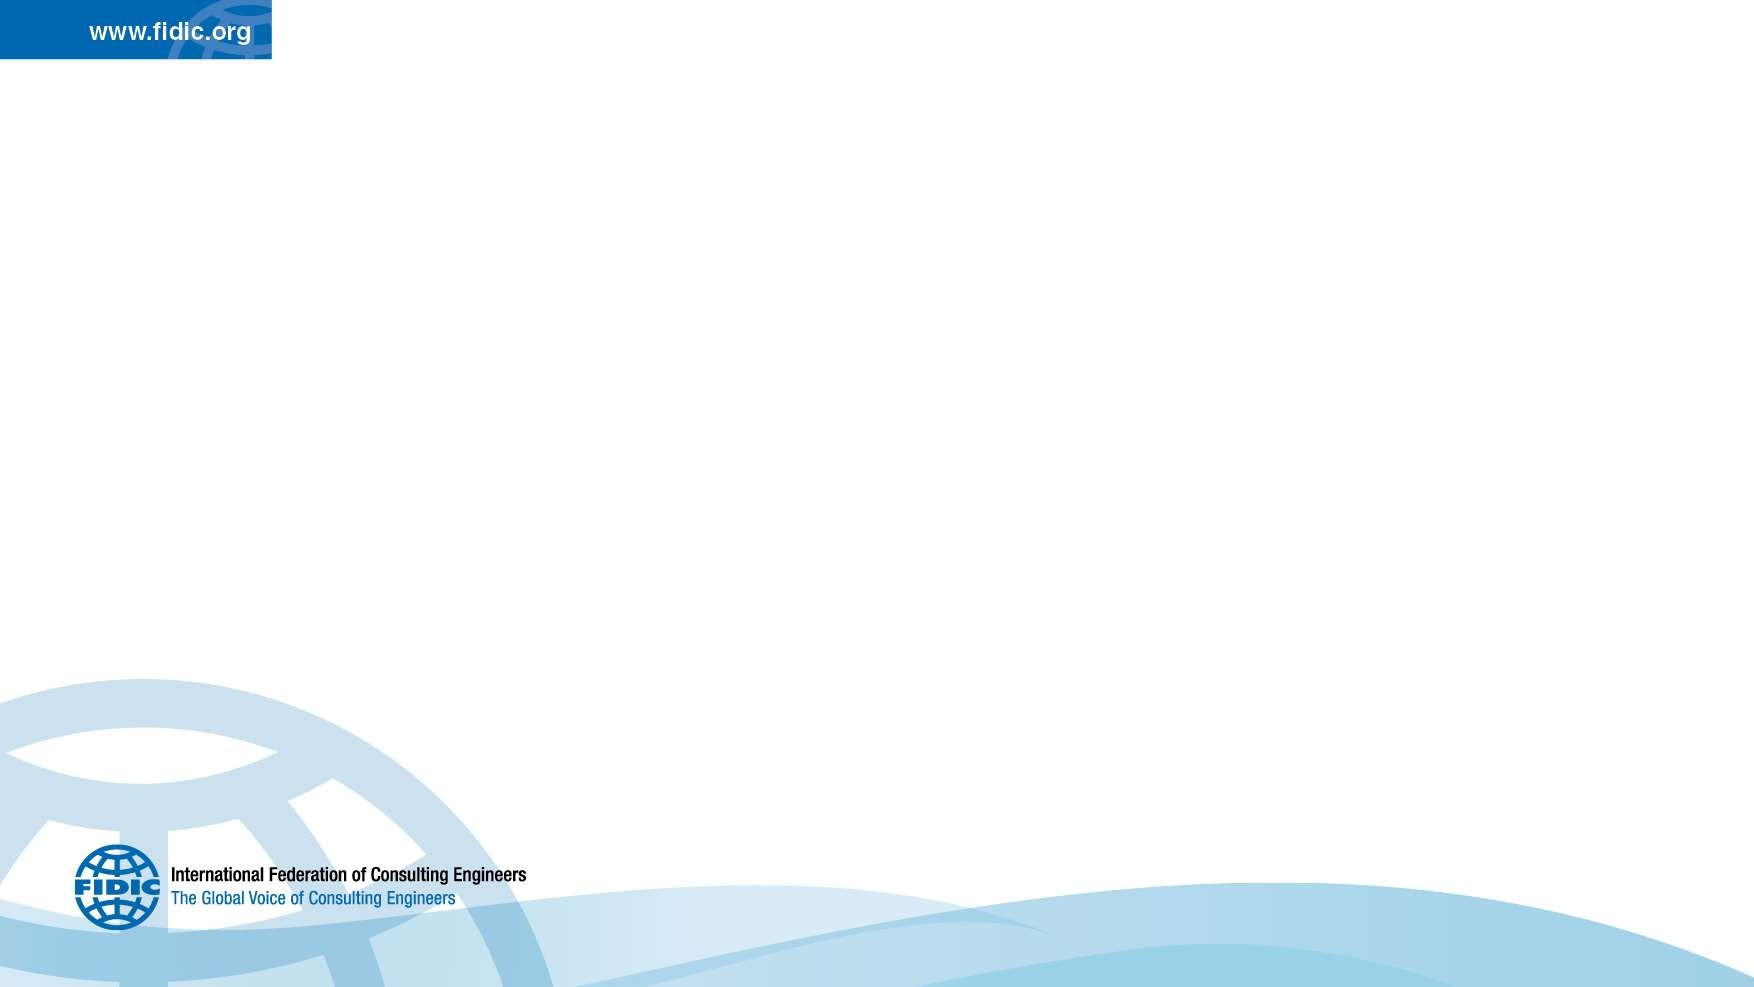 www.fidic.org
FIDIC
International Federation of Consulting Engineers
The Global Voice of Consulting Engineers